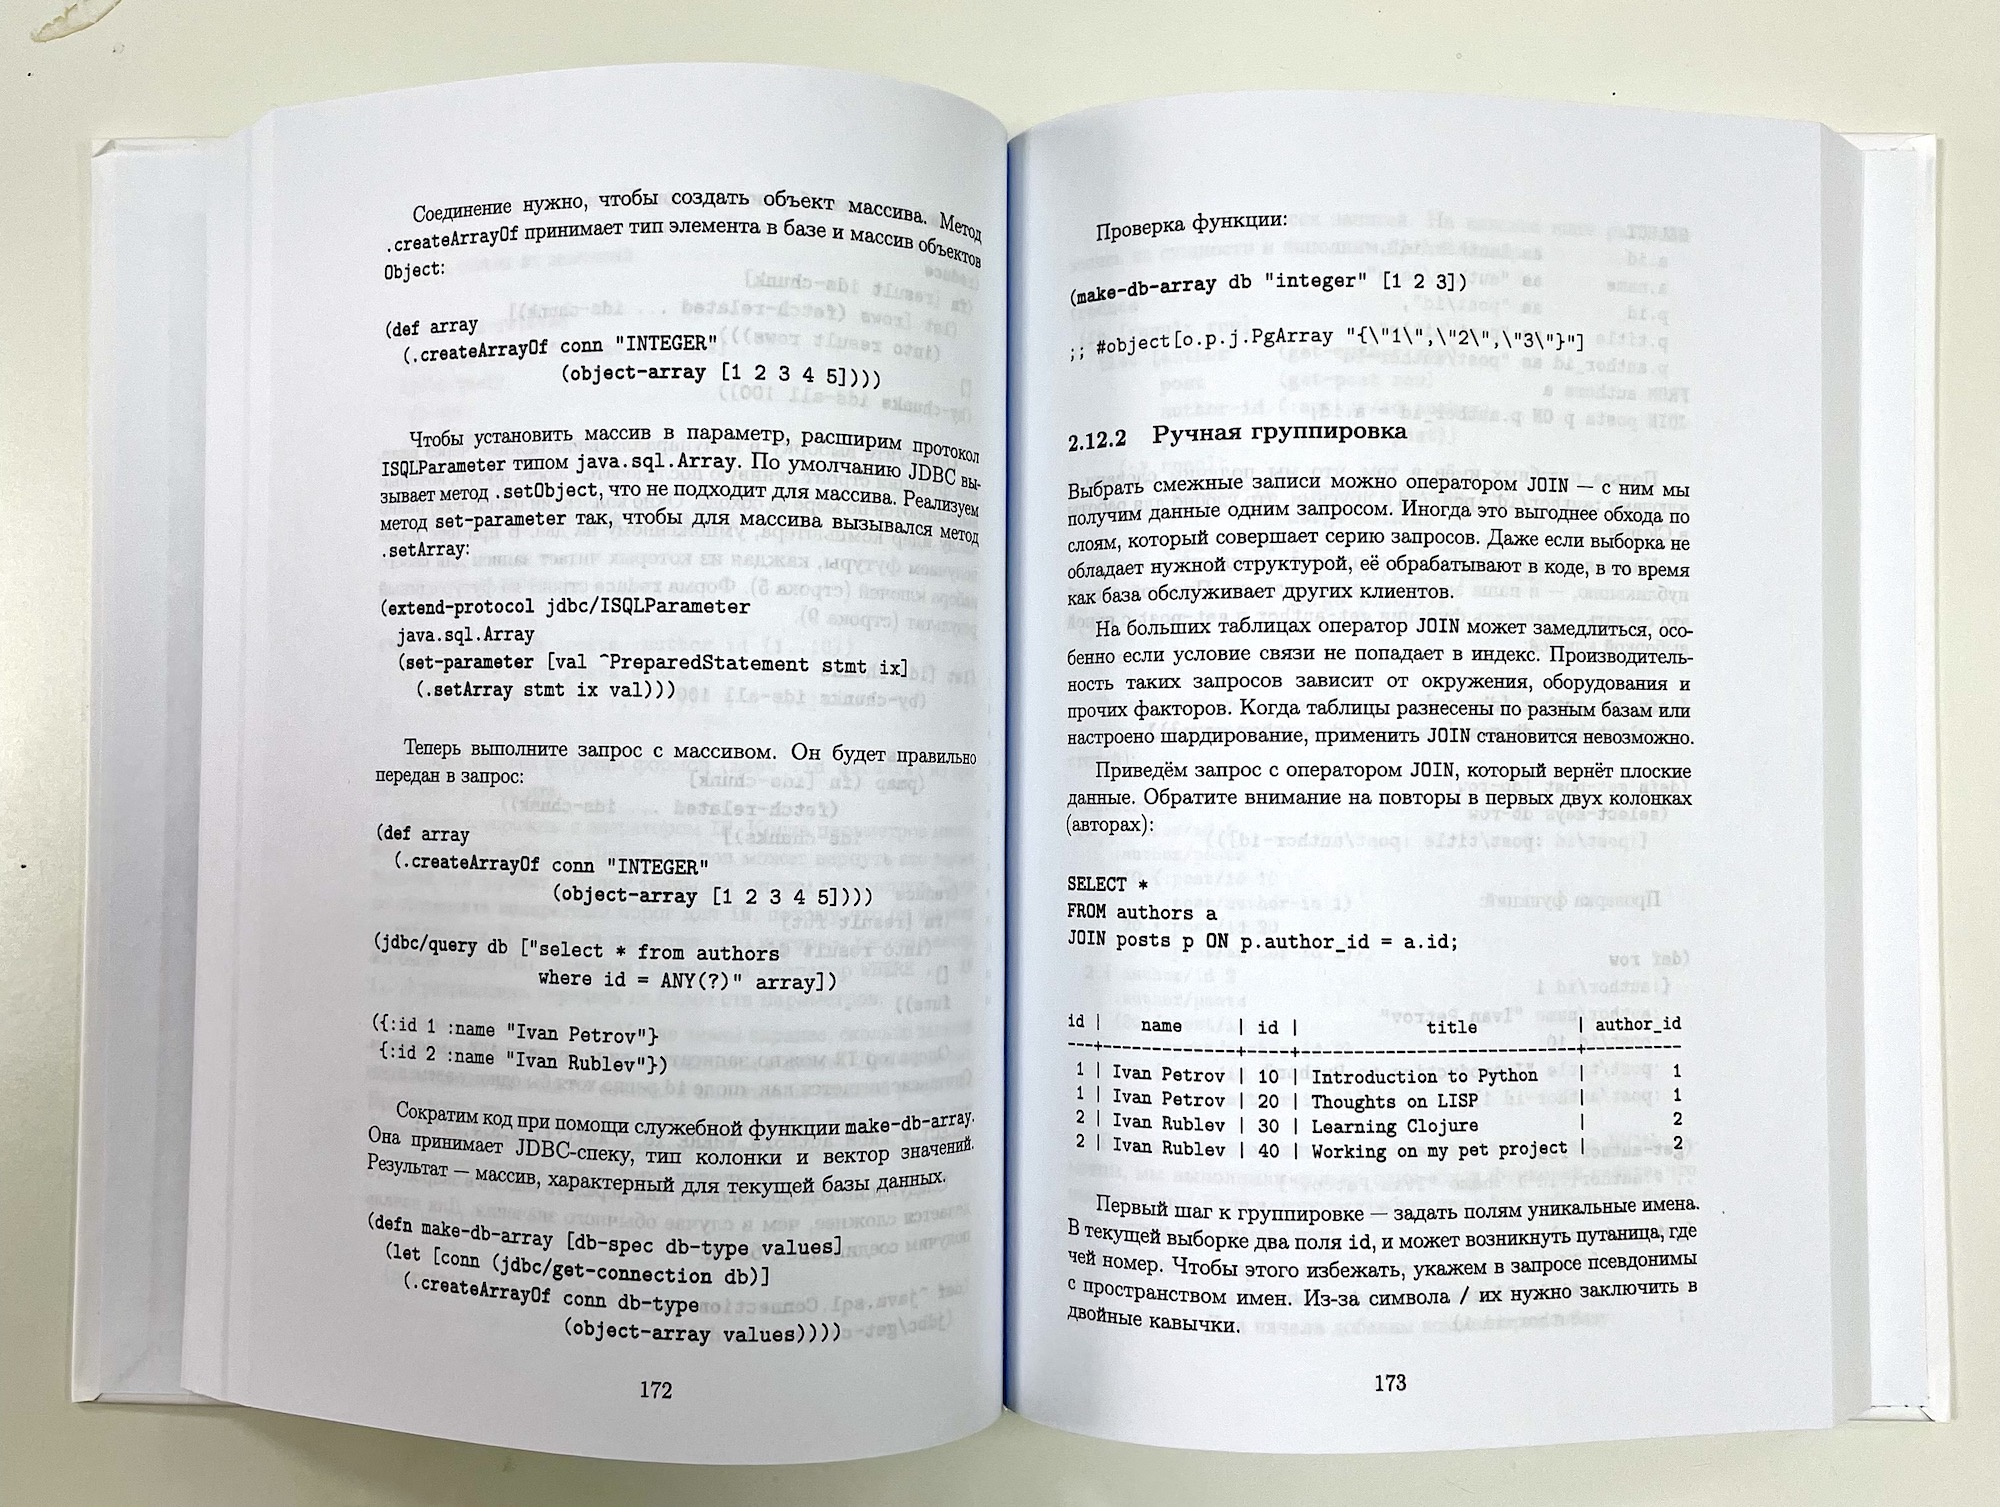 Соединение нужно, чтобы создать объект массива. Метод
.createArrayOf принимает тип элемента в базе и массив объектов
Object:
(def array
  (.createArrayOf conn "INTEGER"
                  (object-array [1 2 3 4 5])))
Чтобы установить массив в параметр, расширим протокол
ISQLParameter типом java.sql.Array. По умолчанию JDBC вы-
зывает метод .setObject, что не подходит для массива. Реализуем
метод set-parameter так, чтобы для массива вызывался метод
.setArray:
(extend-protocol jdbc/ISQLParameter
  java.sql.Array
  (set-parameter [val ^PreparedStatement stmt ix]
    (.setArray stmt ix val)))
Теперь выполните запрос с массивом. Он будет правильно
передан в запрос:
(def array
  (.createArrayOf conn "INTEGER"
                  (object-array [1 2 3 4 5])))
(jdbc/query db ["select * from authors
                where id = ANY(?)" array])
({:id 1 :name "Ivan Petrov"}
 {:id 2 :name "Ivan Rublev"})
Сократим код при помощи служебной функции make-db-array.
Она принимает JDBC-спеку, тип колонки и вектор значений.
Результат — массив, характерный для текущей базы данных.
(defn make-db-array [db-spec db-type values]
  (let [conn (jdbc/get-connection db)]
    (.createArrayOf conn db-type
                    (object-array values))))
172
Проверка функции:
(make-db-array db "integer" [1 2 3])
;; #object[o.p.j.PgArray "{\"1\",\"2\",\"3\"}"]
2.12.2 Ручная группировка
Выбрать смежные записи можно оператором JOIN — с ним мы
получим данные одним запросом. Иногда это выгоднее обхода по
слоям, который совершает серию запросов. Даже если выборка не
обладает нужной структурой, её обрабатывают в коде, в то время
как база обслуживает других клиентов.
На больших таблицах оператор JOIN может замедлиться, осо-
бенно если условие связи не попадает в индекс. Производитель-
ность таких запросов зависит от окружения, оборудования и
прочих факторов. Когда таблицы разнесены по разным базам или
настроено шардирование, применить JOIN становится невозможно.
Приведём запрос с оператором JOIN, который вернёт плоские
данные. Обратите внимание на повторы в первых двух колонках
(авторах):
SELECT *
FROM authors a
JOIN posts p ON p.author_id = a.id;
id |    name     | id |           title            | author_id
---+-------------+----+----------------------------+----------
 1 | Ivan Petrov | 10 | Introduction to Python     |         1
 1 | Ivan Petrov | 20 | Thoughts on LISP           |         1
 2 | Ivan Rublev | 30 | Learning Clojure           |         2
 2 | Ivan Rublev | 40 | Working on my pet project |         2
Первый шаг к группировке — задать полям уникальные имена.
В текущей выборке два поля id, и может возникнуть путаница, где
чей номер. Чтобы этого избежать, укажем в запросе псевдонимы
с пространством имен. Из-за символа / их нужно заключить в
двойные кавычки.
173